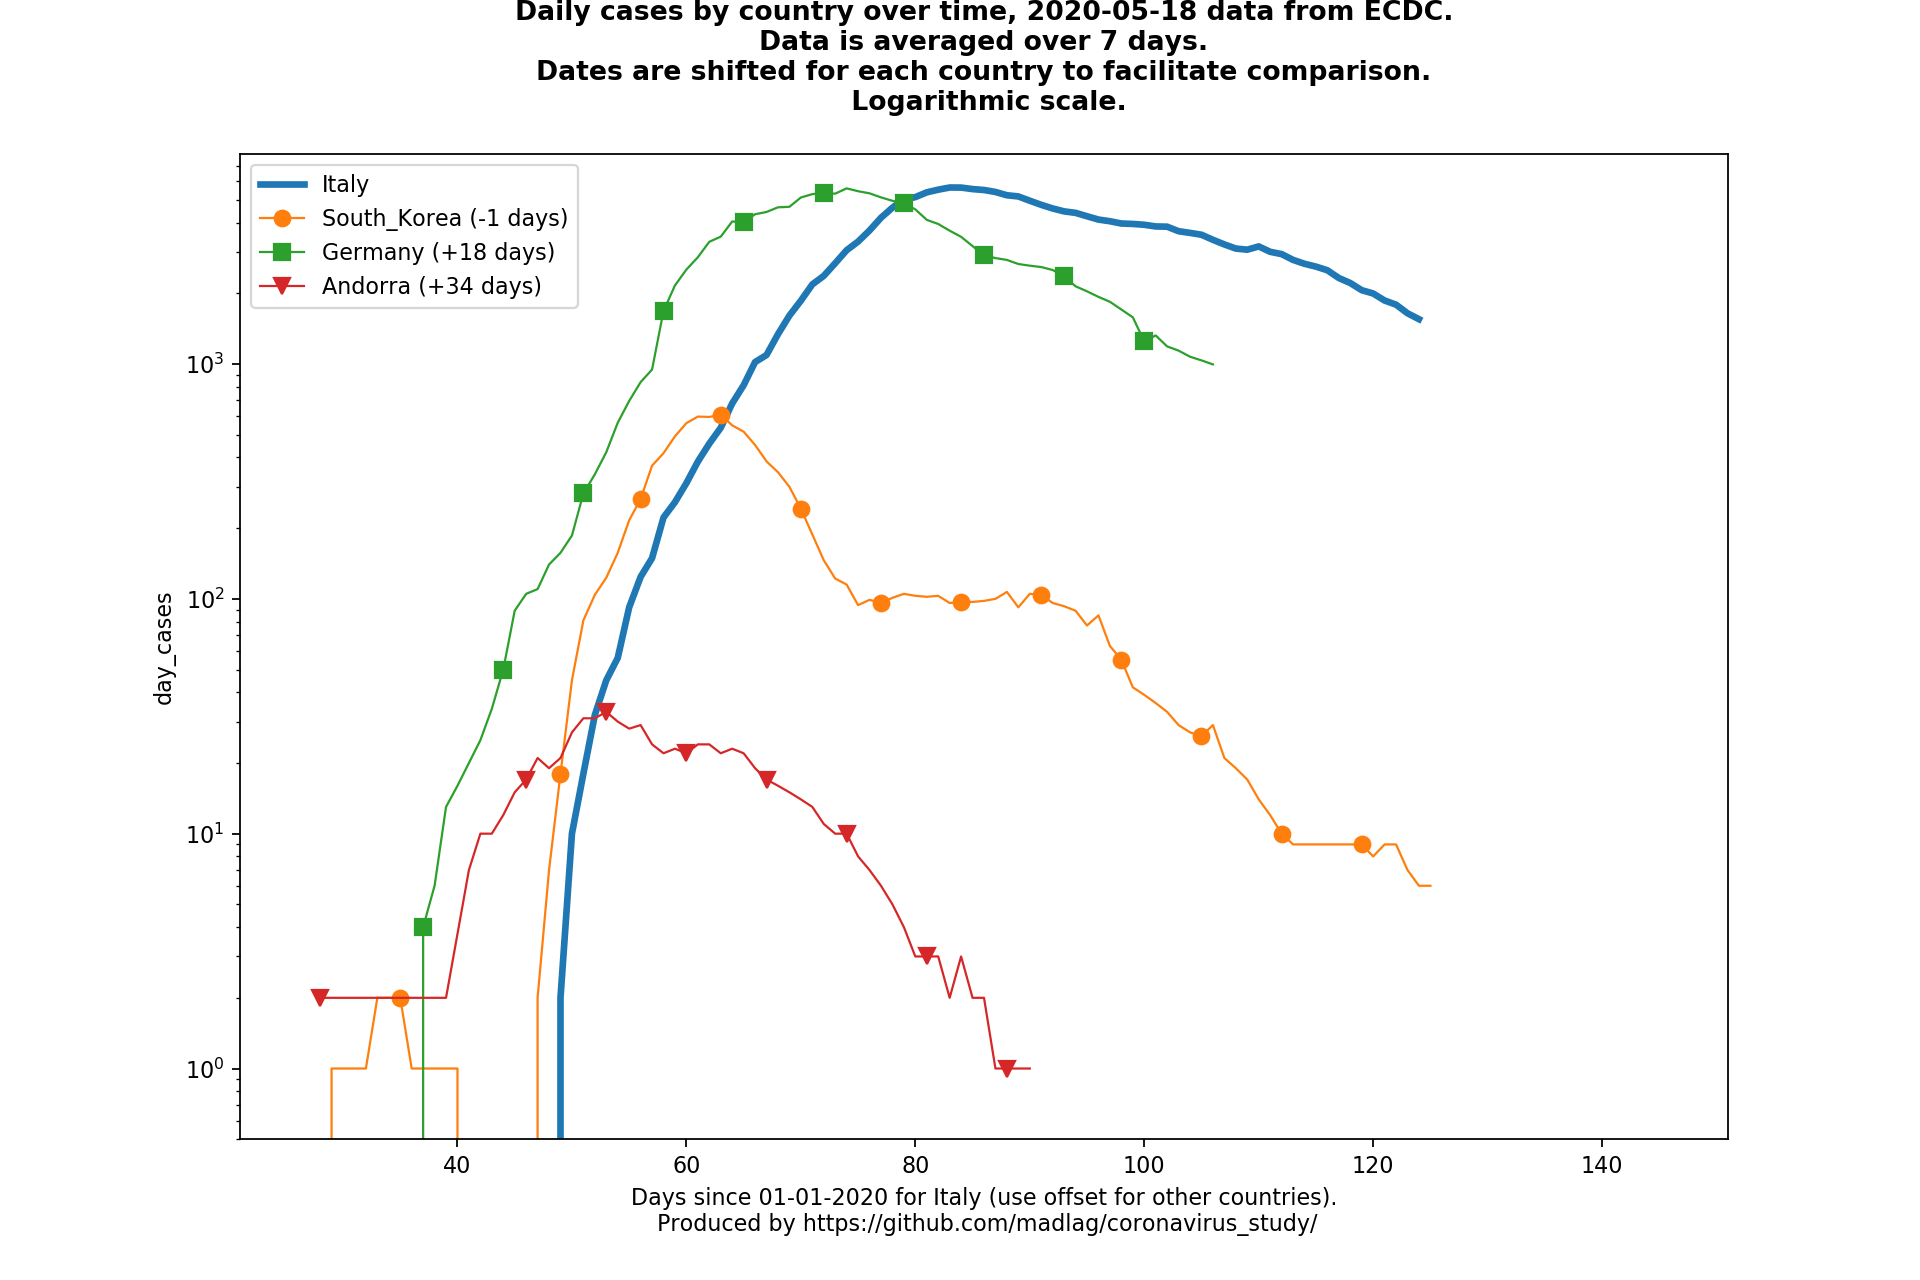 Daily cases by country over time, 2020-05-18 data from ECDC.
Data is averaged over 7 days.
Dates are shifted for each country to facilitate comparison.
Logarithmic scale.
Italy
South_Korea (-1 days)
Germany (+18 days)
Andorra (+34 days)
10³
10²
10¹
10⁰
day_cases
40 60 80 100 120 140
Days since 01-01-2020 for Italy (use offset for other countries).
Produced by https://github.com/madlag/coronavirus_study/